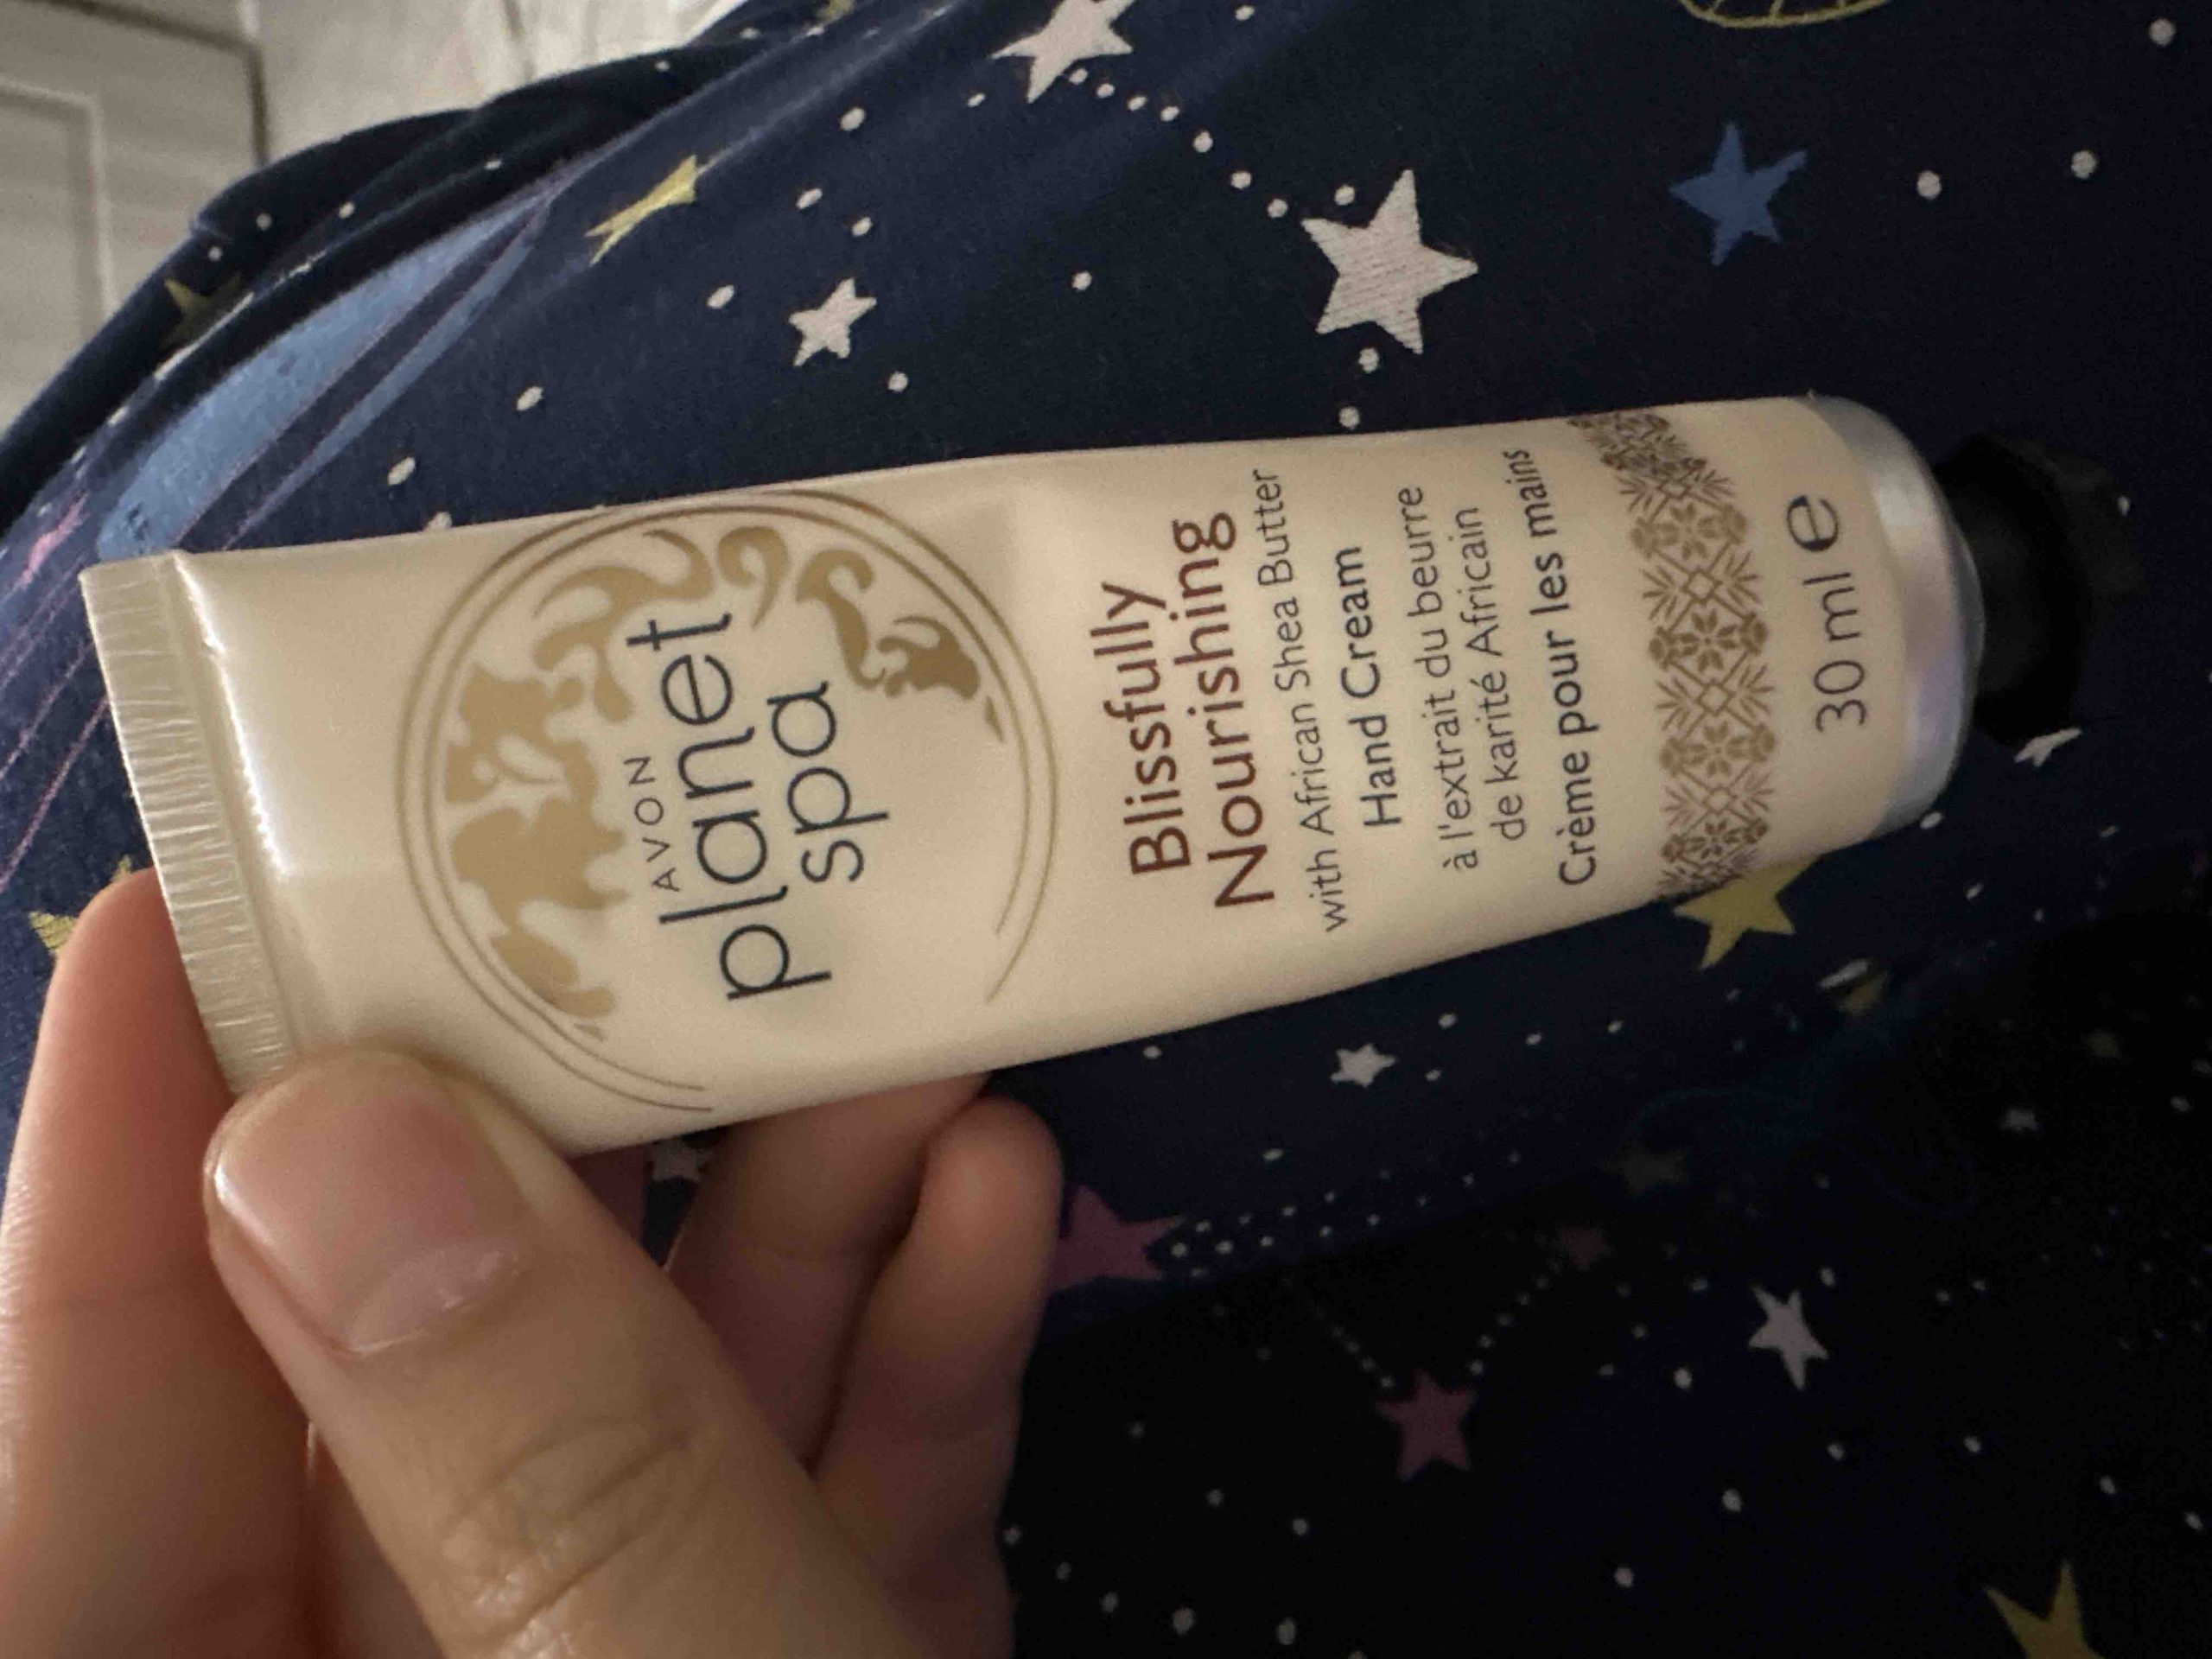 AVON
planet
spa
Blissfully
Nourishing
with African Shea Butter
Hand Cream
à l'extrait du beurre
de karité Africain
Crème pour les mains
30 ml e